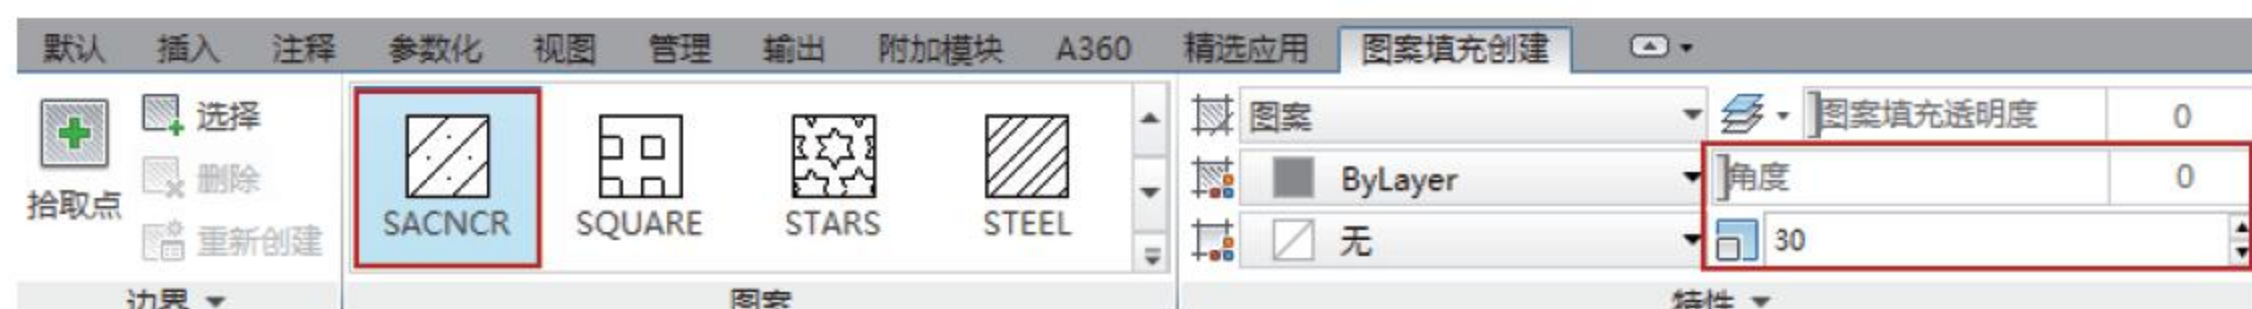 默认 插入 注释 参数化 视图 管理 输出 附加模块 A360 精选应用 图案填充创建
拾取点
选择
删除
重新创建
边界
SACNCR SQUARE STARS STEEL
图案
图案
ByLayer
无
图案填充透明度 0
角度 0
30
特性